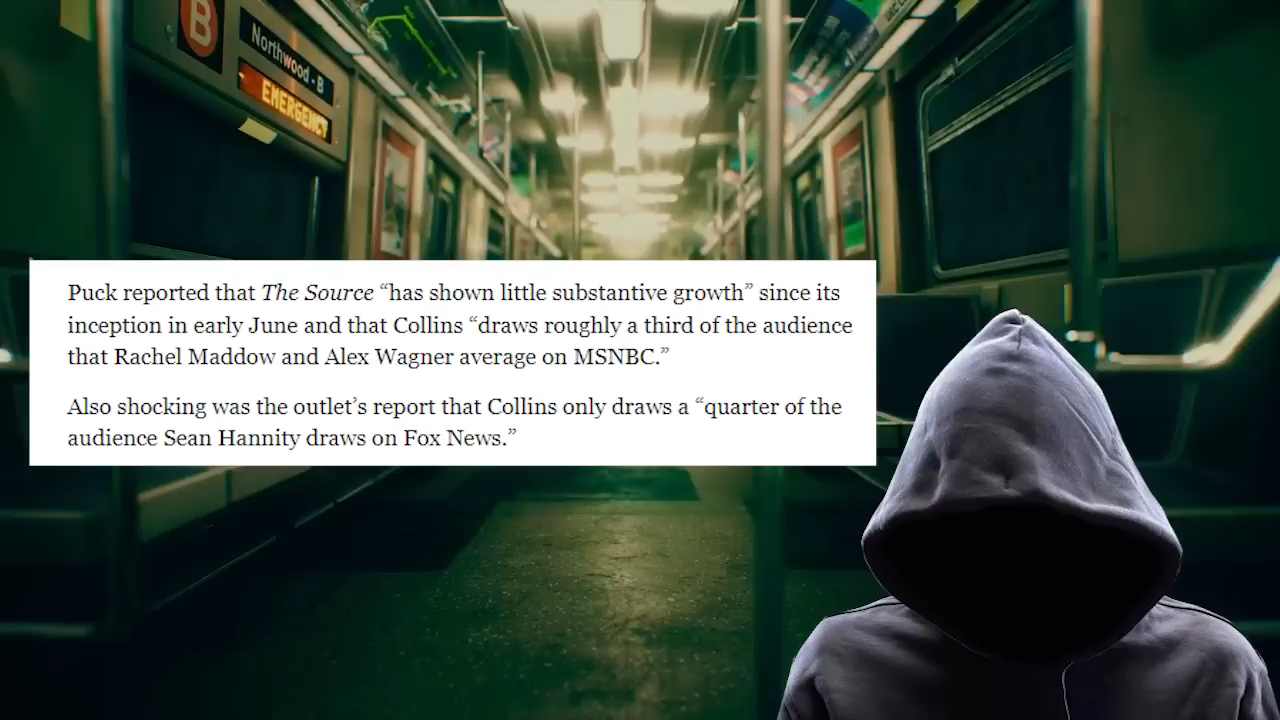 B
Northwood - B
EMERGENCY
Puck reported that The Source “has shown little substantive growth” since its
inception in early June and that Collins “draws roughly a third of the audience
that Rachel Maddow and Alex Wagner average on MSNBC.”
Also shocking was the outlet’s report that Collins only draws a “quarter of the
audience Sean Hannity draws on Fox News.”